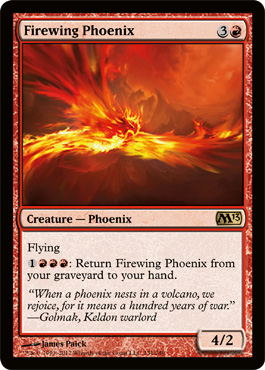 Firewing Phoenix 3
Creature — Phoenix M13
Flying
1: Return Firewing Phoenix from
your graveyard to your hand.
“When a phoenix nests in a volcano, we
rejoice, for it means a hundred years of war.”
—Golmak, Keldon warlord
4/2
James Paick